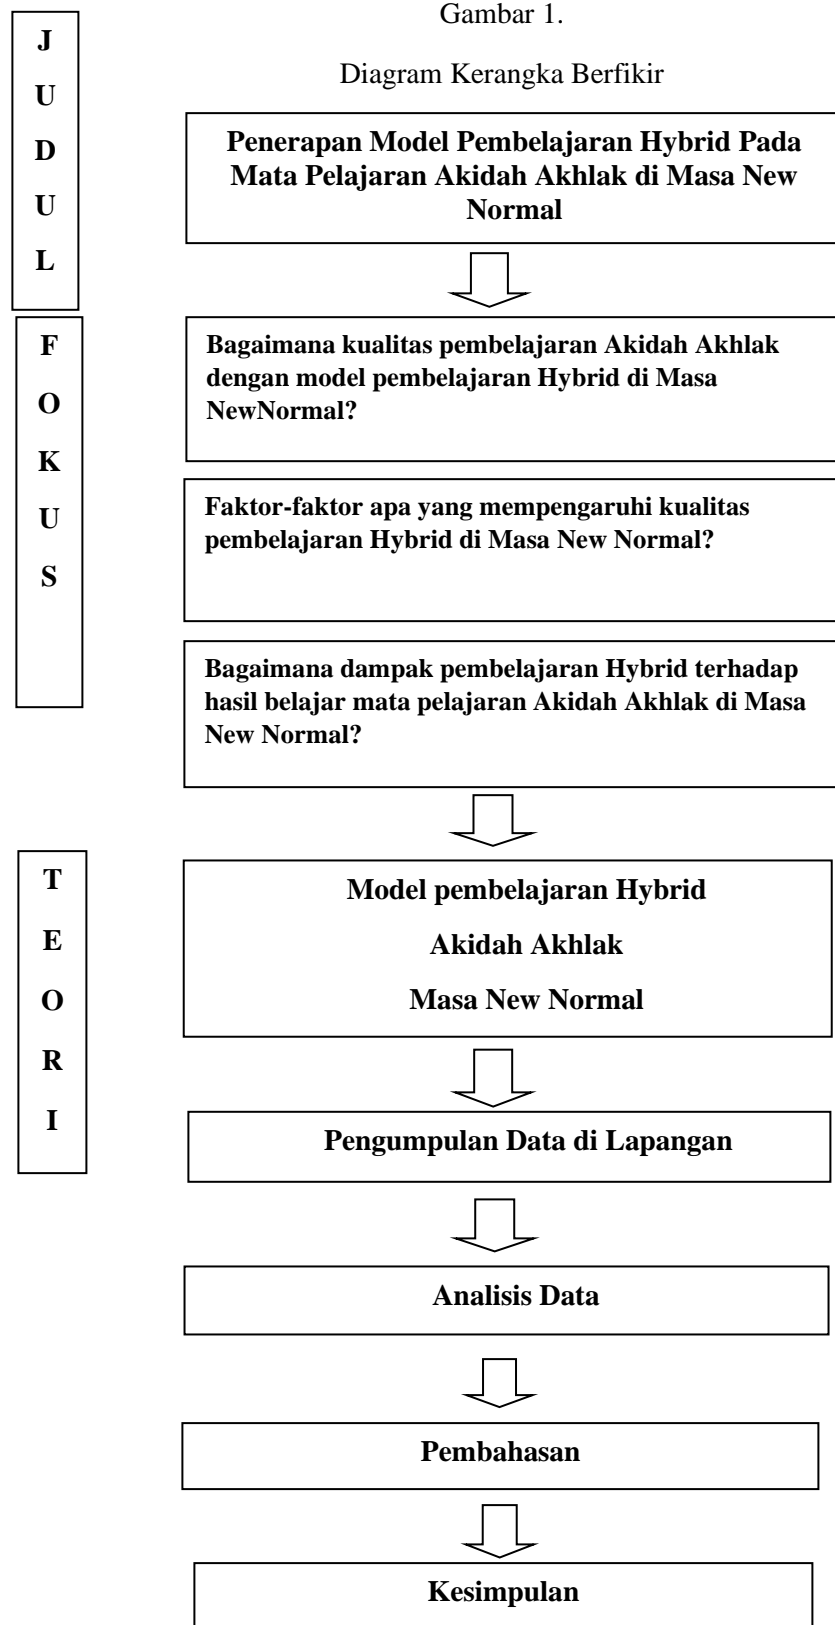 Gambar 1.
Diagram Kerangka Berfikir
J
U
D
U
L
Penerapan Model Pembelajaran Hybrid Pada
Mata Pelajaran Akidah Akhlak di Masa New
Normal
F
O
K
U
S
Bagaimana kualitas pembelajaran Akidah Akhlak
dengan model pembelajaran Hybrid di Masa
NewNormal?
Faktor-faktor apa yang mempengaruhi kualitas
pembelajaran Hybrid di Masa New Normal?
Bagaimana dampak pembelajaran Hybrid terhadap
hasil belajar mata pelajaran Akidah Akhlak di Masa
New Normal?
T
E
O
R
I
Model pembelajaran Hybrid
Akidah Akhlak
Masa New Normal
Pengumpulan Data di Lapangan
Analisis Data
Pembahasan
Kesimpulan